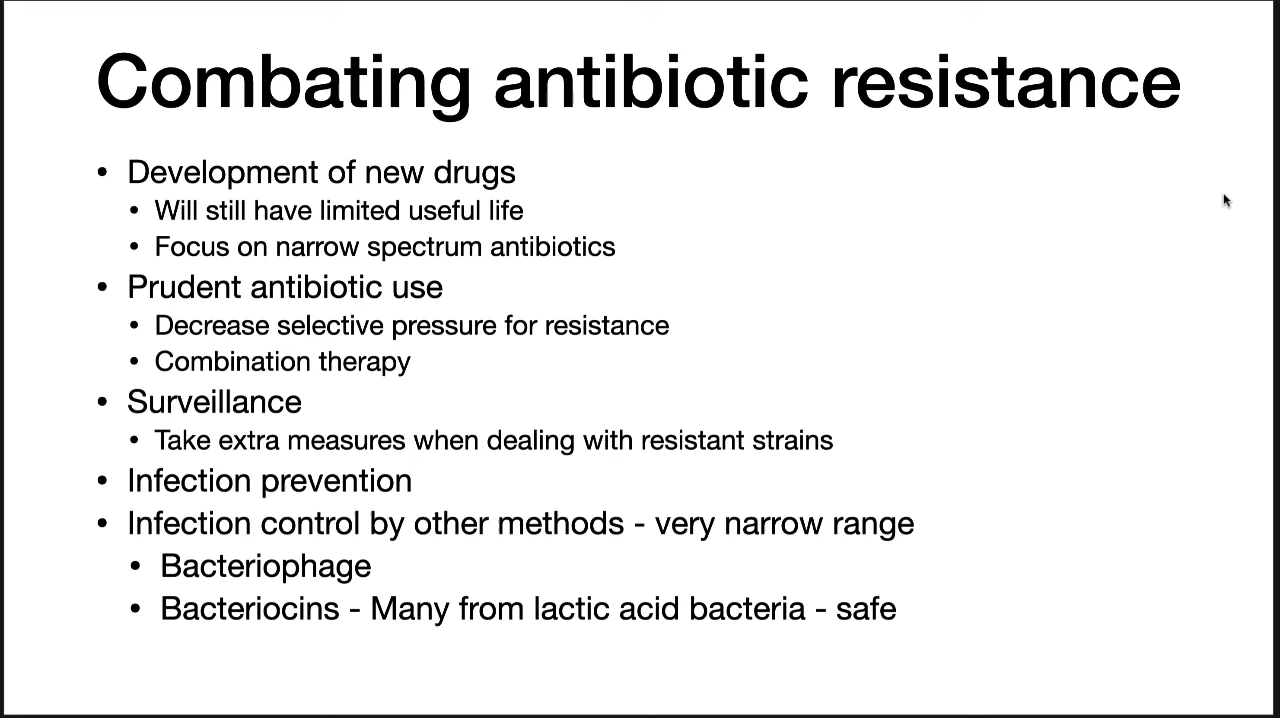 Combating antibiotic resistance
• Development of new drugs
• Will still have limited useful life
• Focus on narrow spectrum antibiotics
• Prudent antibiotic use
• Decrease selective pressure for resistance
• Combination therapy
• Surveillance
• Take extra measures when dealing with resistant strains
• Infection prevention
• Infection control by other methods - very narrow range
• Bacteriophage
• Bacteriocins - Many from lactic acid bacteria - safe